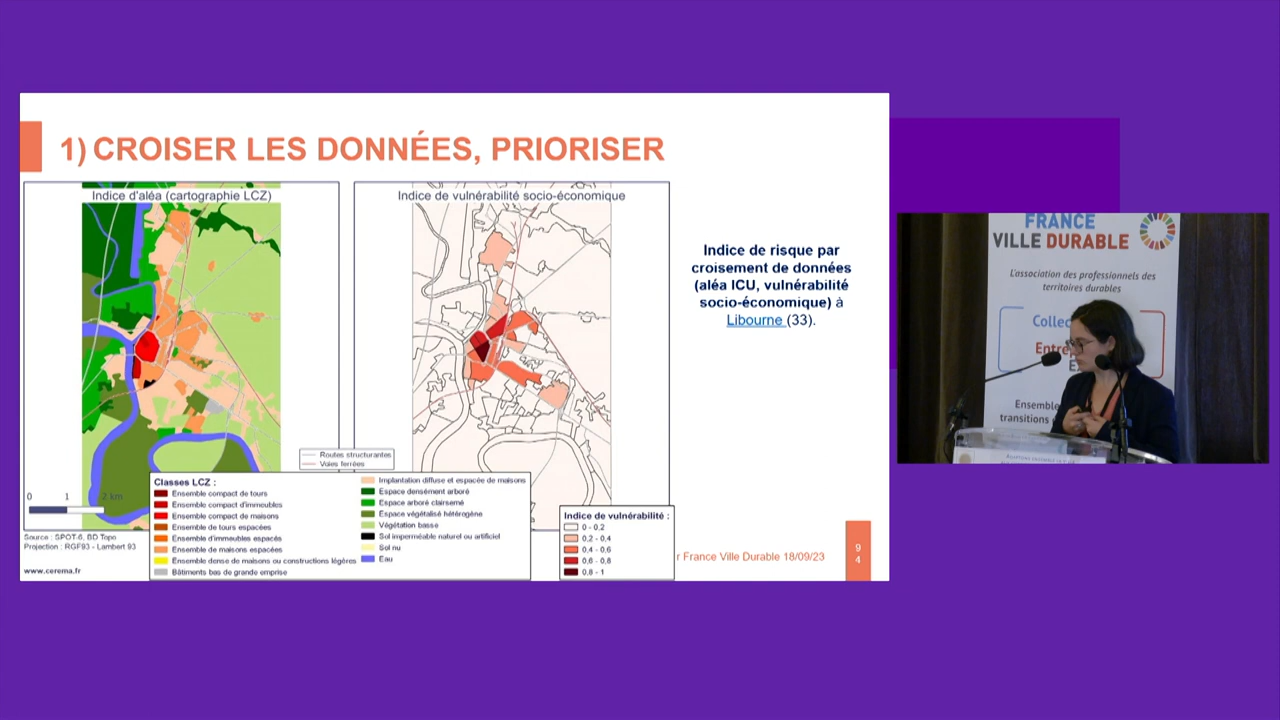 1) CROISER LES DONNÉES, PRIORISER
Indice d'aléa (cartographie LCZ)
Indice de vulnérabilité socio-économique
Indice de risque par
croisement de données
(aléa ICU, vulnérabilité
socio-économique) à
Libourne (33).
Routes structurantes
Voies ferrées
0 1 2 km
Source : SPOT-6, BD Topo
Projection : RGF93 - Lambert 93
www.cerema.fr
Classes LCZ :
Ensemble compact de tours
Ensemble compact d'immeubles
Ensemble compact de maisons
Ensemble de tours espacées
Ensemble d'immeubles espacés
Ensemble de maisons espacées
Ensemble dense de maisons ou constructions légères
Bâtiments bas de grande emprise
Implantation diffuse et espacée de maisons
Espace densément arboré
Espace arboré clairsemé
Espace végétalisé hétérogène
Végétation basse
Sol imperméable naturel ou artificiel
Sol nu
Eau
Indice de vulnérabilité :
0 - 0,2
0,2 - 0,4
0,4 - 0,6
0,6 - 0,8
0,8 - 1
r France Ville Durable 18/09/23
9
4
FRANCE
VILLE DURABLE
L'association des professionnels des
territoires durables
Collec
Entre
E
Ensemble
transitions